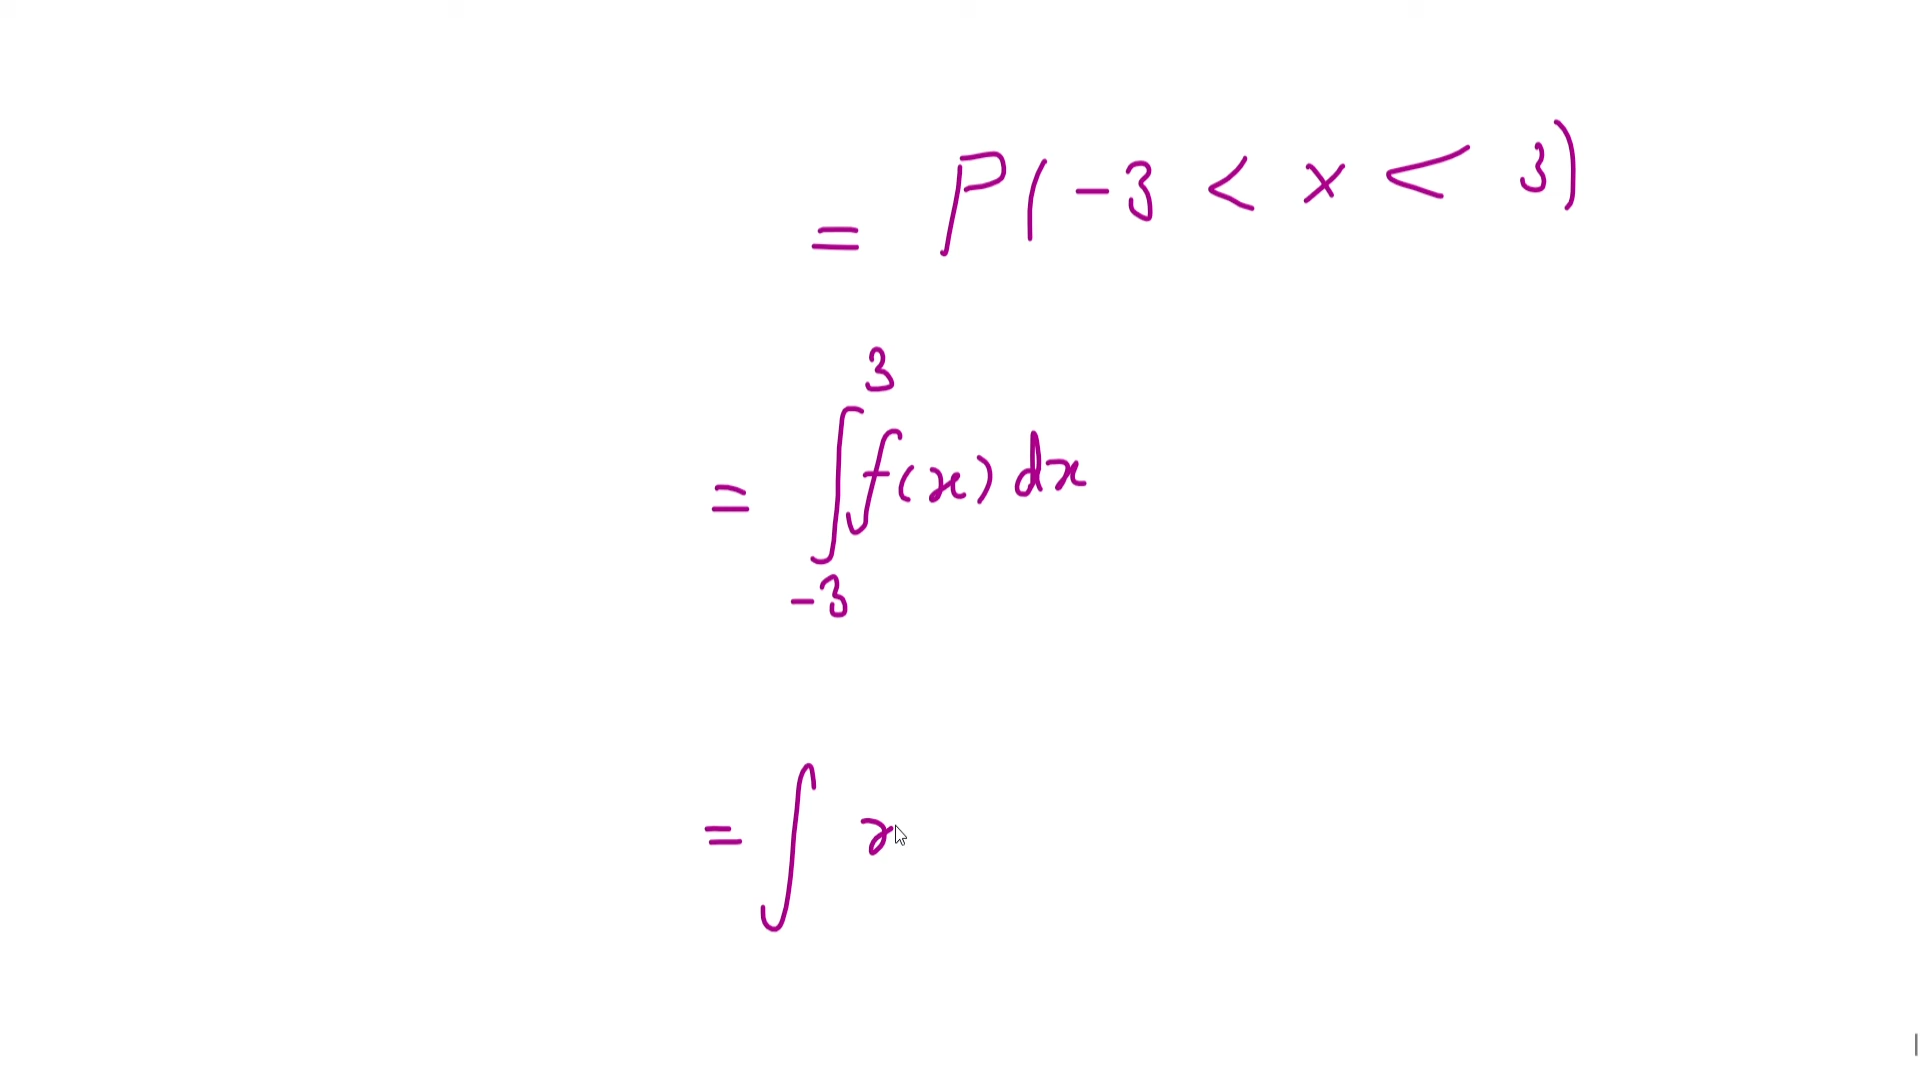 = P(-3 < x < 3)
= ∫_{-3}^{3} f(x) dx
= ∫ x